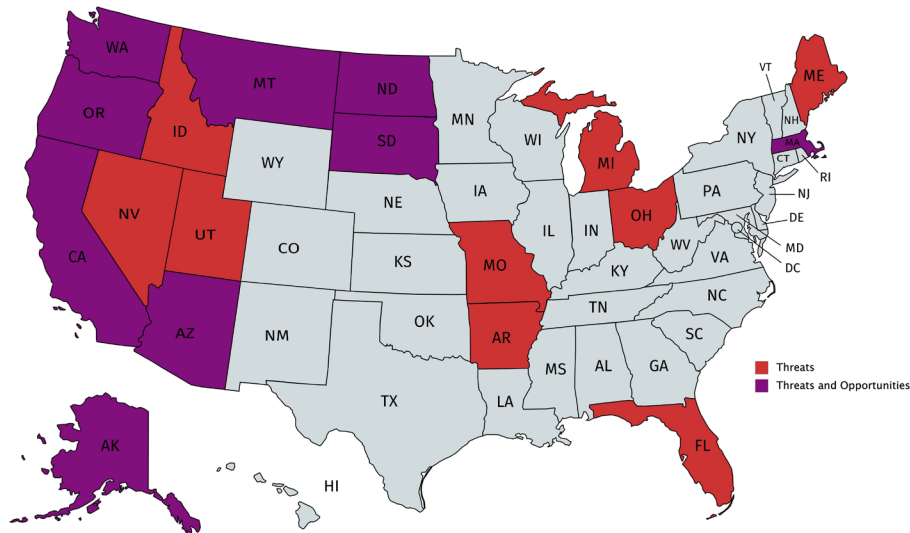 WA
MT
ND
VT
ME
OR
MN
ID
SD
WI
NH
NY
MA
WY
MI
CT
RI
IA
PA
NJ
NE
NV
OH
DE
UT
IL
IN
CO
WV
MD
CA
KS
MO
VA
DC
KY
NC
TN
OK
AZ
NM
AR
SC
MS
AL
GA
Threats
Threats and Opportunities
TX
LA
AK
FL
HI